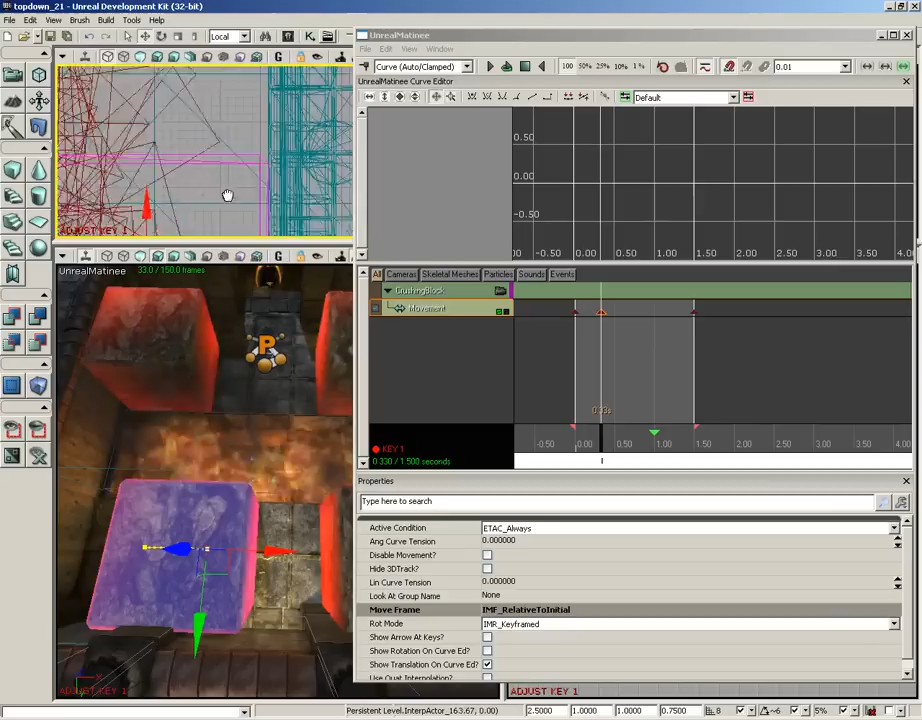 topdown_21 - Unreal Development Kit (32-bit)
File Edit View Brush Build Tools Help
Local
UnrealMatinee
File Edit View Window
Curve (Auto/Clamped)
100 50% 25% 10% 1%
0.01
UnrealMatinee Curve Editor
Default
0.50
0.00
-0.50
0.00 0.50 1.00 1.50 2.00 2.50 3.00 3.50 4.00
ADJUST KEY 1
G
UnrealMatinee
33.0 / 150.0 frames
P
All Cameras Skeletal Meshes Particles Sounds Events
CrushingBlock
Movement
0.33s
-0.50 0.00 0.50 1.00 1.50 2.00 2.50 3.00 3.50 4.00
KEY 1
0.330 / 1.500 seconds
Properties
Type here to search
Active Condition ETAC_Always
Ang Curve Tension 0.000000
Disable Movement?
Hide 3DTrack?
Lin Curve Tension 0.000000
Look At Group Name None
Move Frame IMF_RelativeToInitial
Rot Mode IMR_Keyframed
Show Arrow At Keys?
Show Rotation On Curve Ed?
Show Translation On Curve Ed?
Use Quat Interpolation?
X
ADJUST KEY 1
ADJUST KEY 1
Persistent Level.InterpActor_163.67, 0.00) 2.5000 1.0000 1.0000 0.7500 8 6 5%